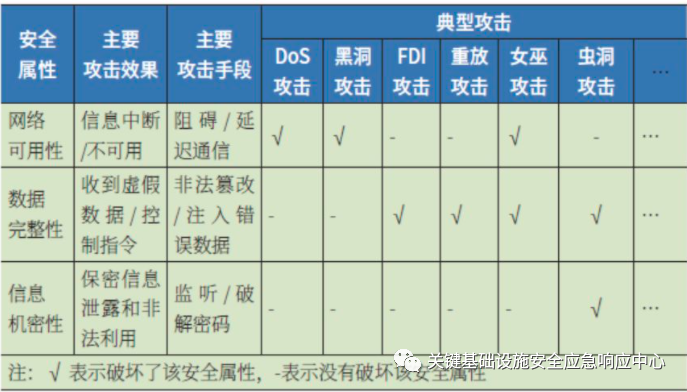 安全 主要 主要 典型攻击
属性 攻击效果 攻击手段 DoS 黑洞 FDI 重放 女巫 虫洞 …
攻击 攻击 攻击 攻击 攻击 攻击
网络 信息中断 阻碍/延 √ √ - - √ - …
可用性 /不可用 迟通信
数据 收到虚假 非法篡改 - - √ √ √ √ …
完整性 数据/控 /注入错
制指令 误数据
信息 保密信息 监听/破 - - - - - √ …
机密性 泄露和非 解密码
法利用
关键基础设施安全应急响应中心
注：√表示破坏了该安全属性，-表示没有破坏该安全属性